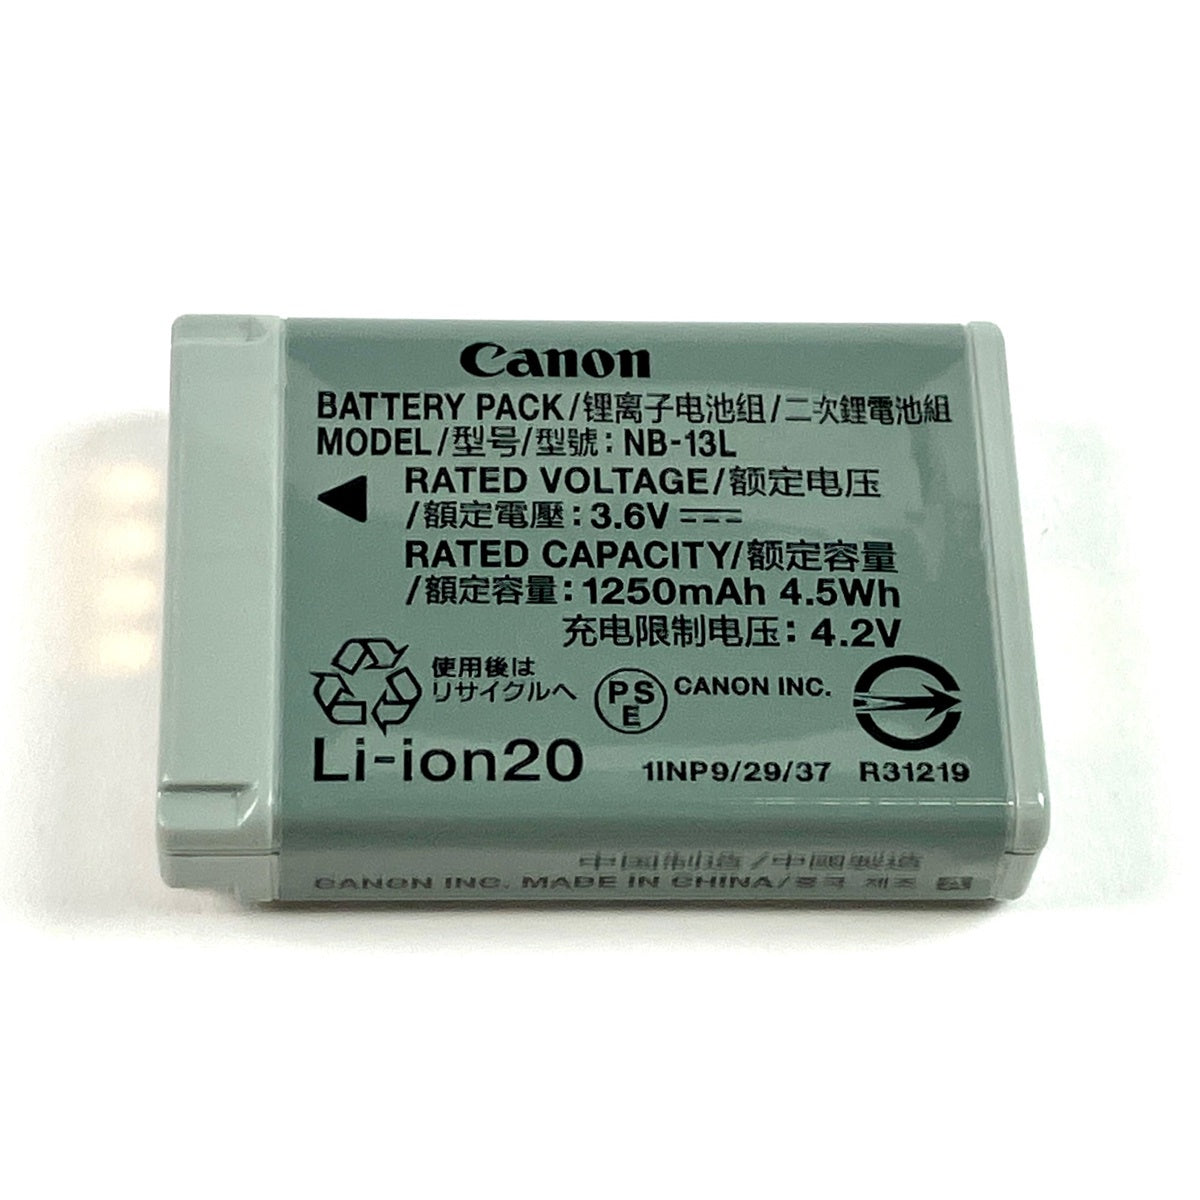 Canon
BATTERY PACK/锂离子电池组/二次鋰電池組
MODEL/型号/型號:NB-13L
RATED VOLTAGE/额定电压
/額定電壓:3.6V
RATED CAPACITY/额定容量
/額定容量:1250mAh 4.5Wh
充电限制电压:4.2V
使用後は
リサイクルへ
PSE
CANON INC.
Li-ion20
1INP9/29/37 R31219
中国制造/中國製造
CANON INC. MADE IN CHINA/중국 제조